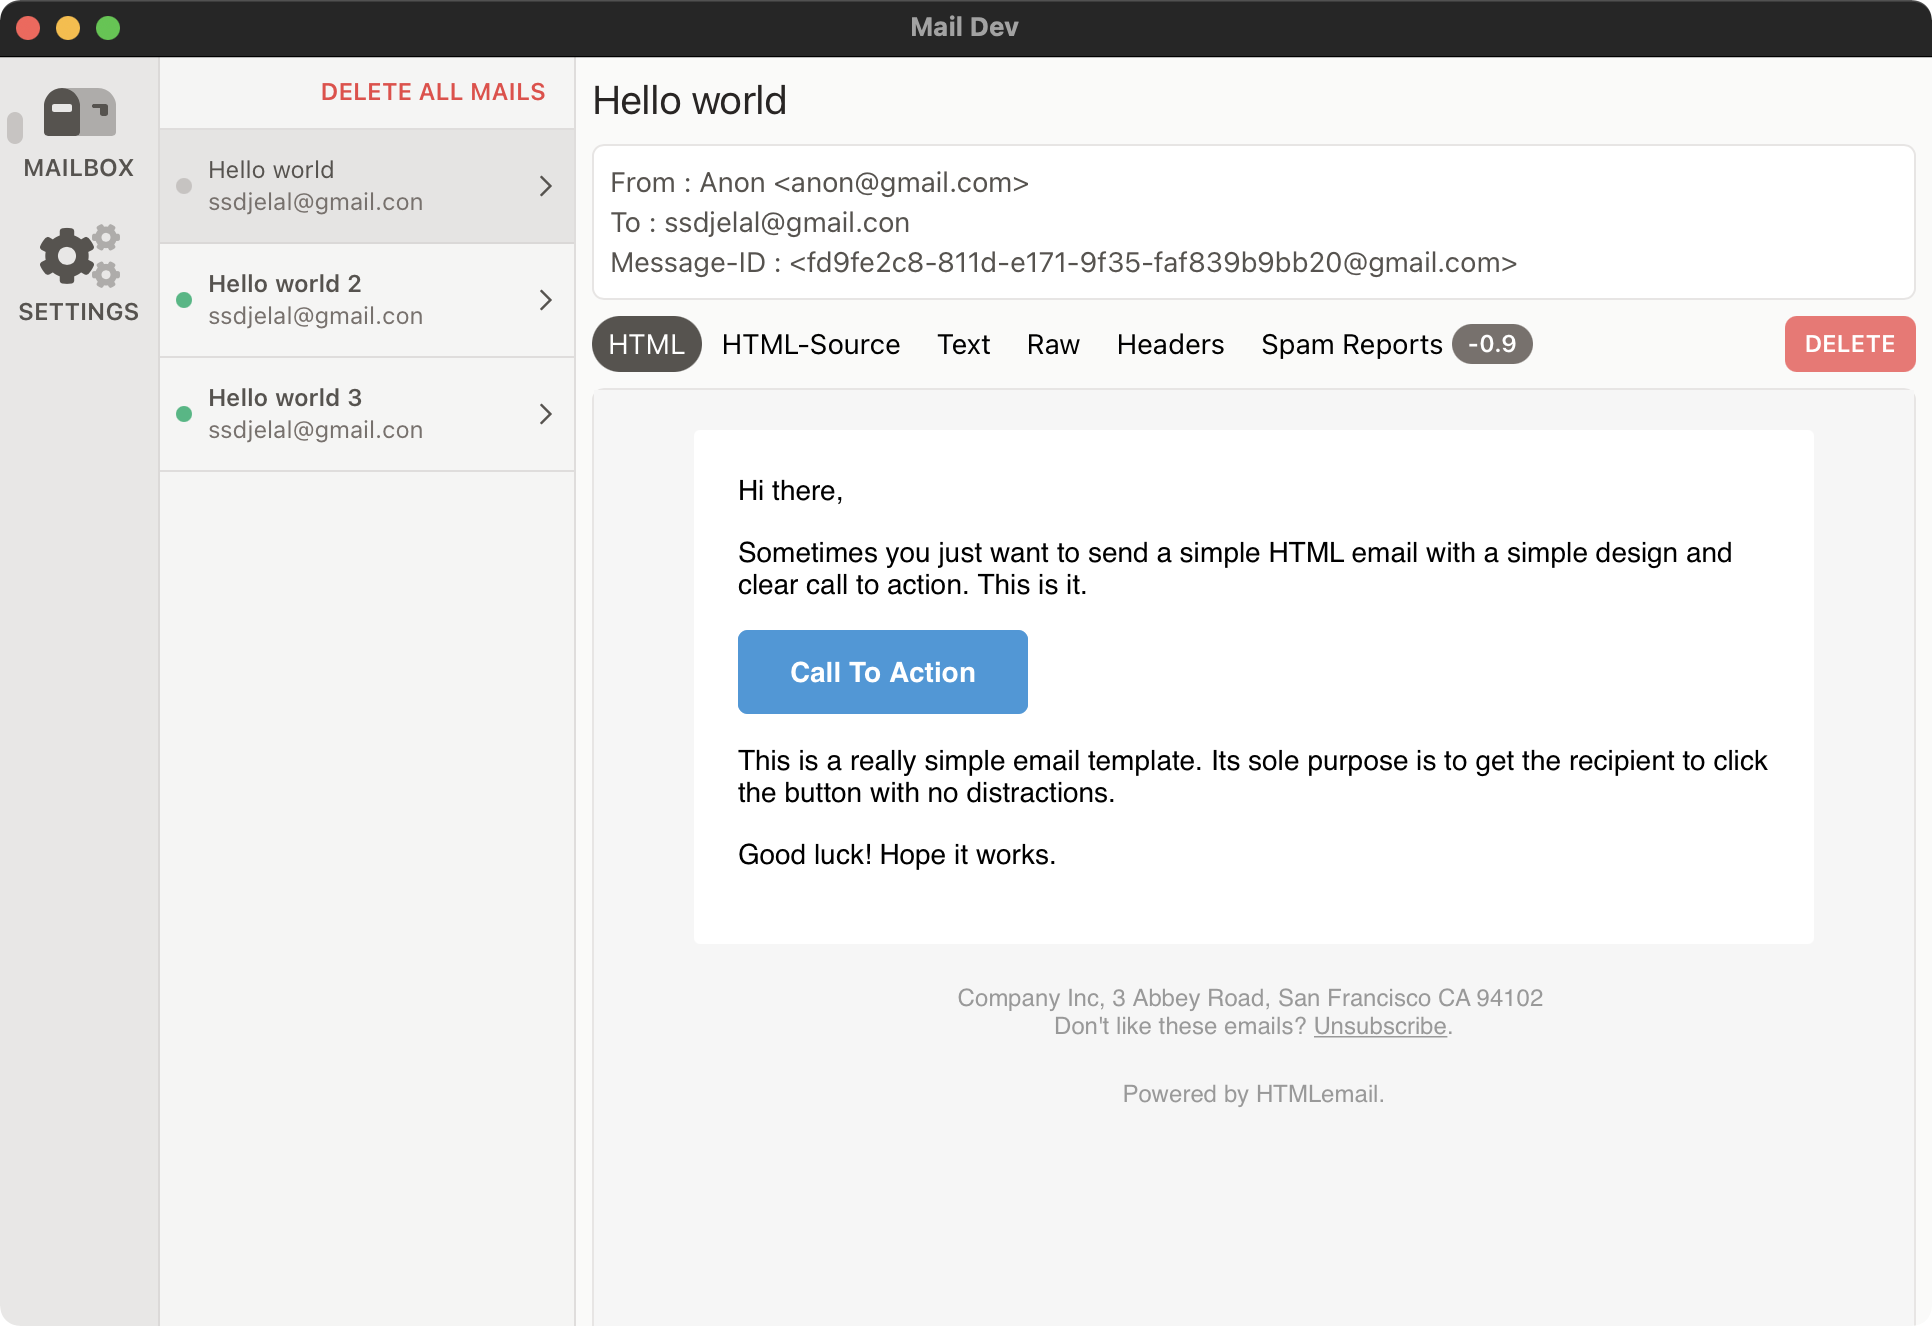 Mail Dev
MAILBOX
SETTINGS
DELETE ALL MAILS
Hello world
ssdjelal@gmail.con
Hello world 2
ssdjelal@gmail.con
Hello world 3
ssdjelal@gmail.con
Hello world
From : Anon <anon@gmail.com>
To : ssdjelal@gmail.con
Message-ID : <fd9fe2c8-811d-e171-9f35-faf839b9bb20@gmail.com>
HTML HTML-Source Text Raw Headers Spam Reports -0.9 DELETE
Hi there,
Sometimes you just want to send a simple HTML email with a simple design and
clear call to action. This is it.
Call To Action
This is a really simple email template. Its sole purpose is to get the recipient to click
the button with no distractions.
Good luck! Hope it works.
Company Inc, 3 Abbey Road, San Francisco CA 94102
Don't like these emails? Unsubscribe.
Powered by HTMLemail.